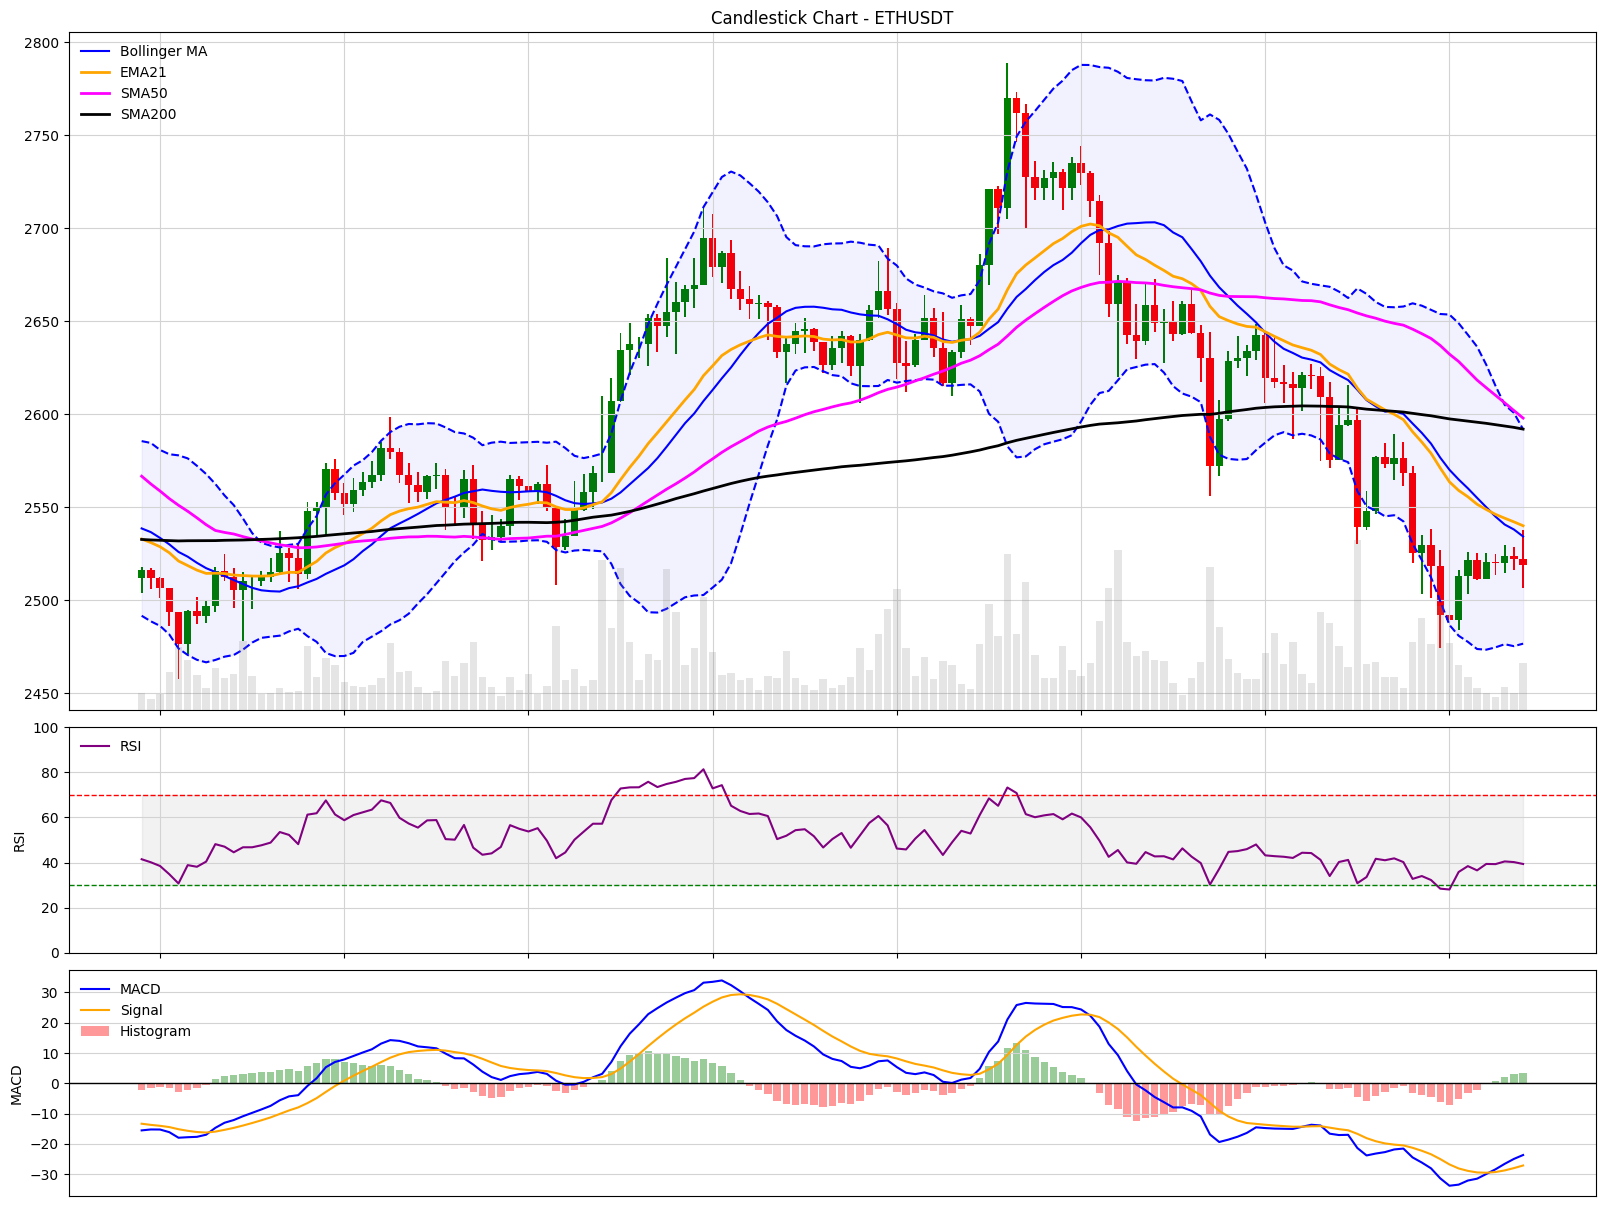 Candlestick Chart - ETHUSDT
Bollinger MA
EMA21
SMA50
SMA200
2800
2750
2700
2650
2600
2550
2500
2450
RSI
RSI
100
80
60
40
20
0
MACD
Signal
Histogram
MACD
30
20
10
0
−10
−20
−30